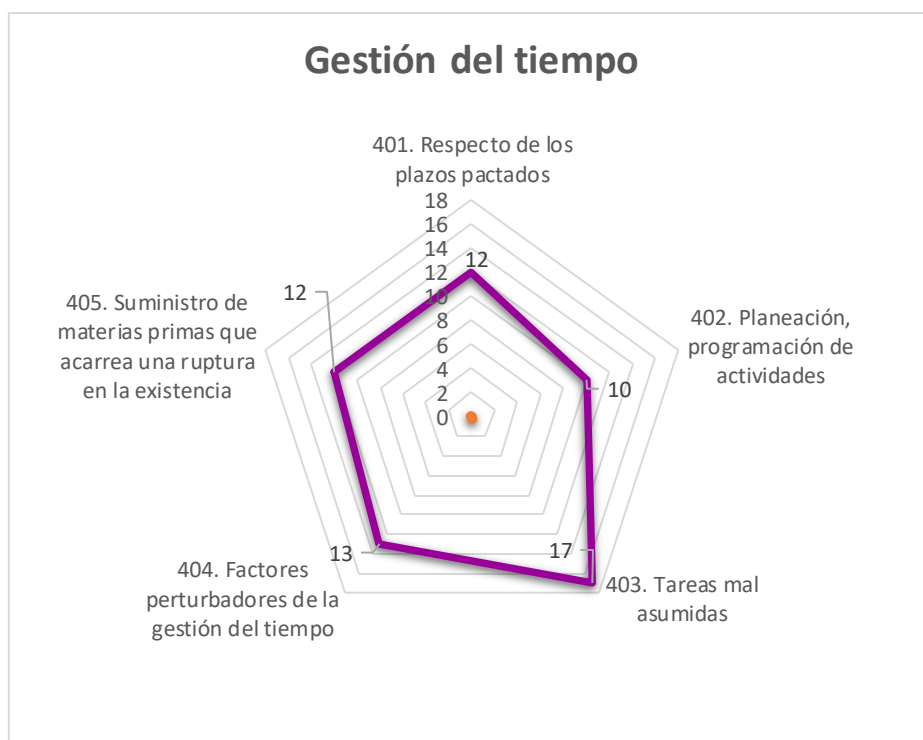 Gestión del tiempo
401. Respecto de los
plazos pactados
18
16
14
12
10
8
6
4
2
0
12
10
17
13
12
402. Planeación,
programación de
actividades
403. Tareas mal
asumidas
404. Factores
perturbadores de la
gestión del tiempo
405. Suministro de
materias primas que
acarrea una ruptura
en la existencia